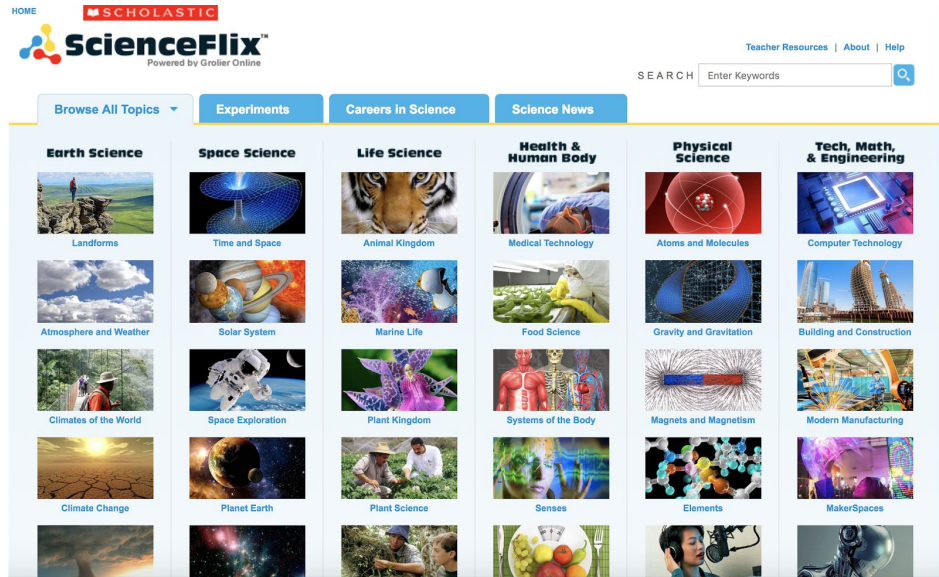 HOME
SCHOLASTIC
ScienceFlix™
Powered by Grolier Online
Teacher Resources | About | Help
SEARCH Enter Keywords
Browse All Topics Experiments Careers in Science Science News
Earth Science Space Science Life Science Health & Human Body Physical Science Tech, Math, & Engineering
Landforms Time and Space Animal Kingdom Medical Technology Atoms and Molecules Computer Technology
Atmosphere and Weather Solar System Marine Life Food Science Gravity and Gravitation Building and Construction
Climates of the World Space Exploration Plant Kingdom Systems of the Body Magnets and Magnetism Modern Manufacturing
Climate Change Planet Earth Plant Science Senses Elements MakerSpaces